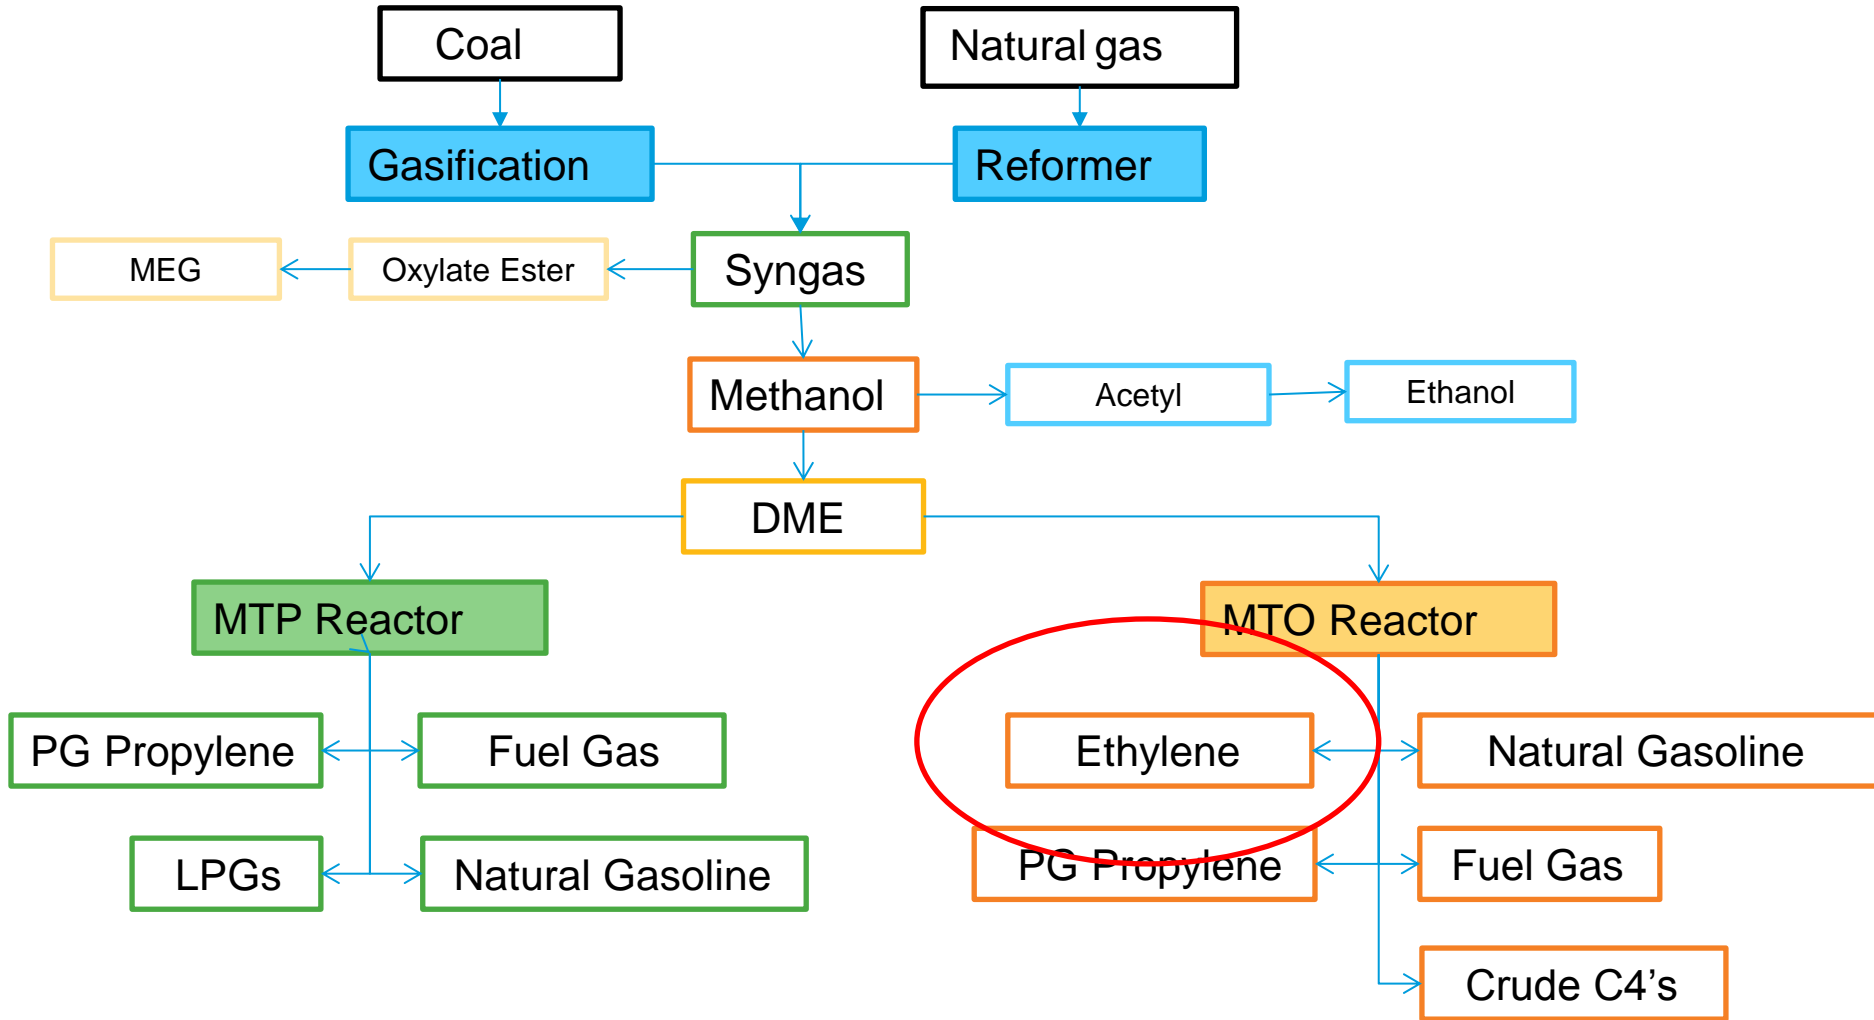 Coal
Natural gas
Gasification
Reformer
MEG
Oxylate Ester
Syngas
Methanol
Acetyl
Ethanol
DME
MTP Reactor
MTO Reactor
PG Propylene
Fuel Gas
Ethylene
Natural Gasoline
LPGs
Natural Gasoline
PG Propylene
Fuel Gas
Crude C4’s